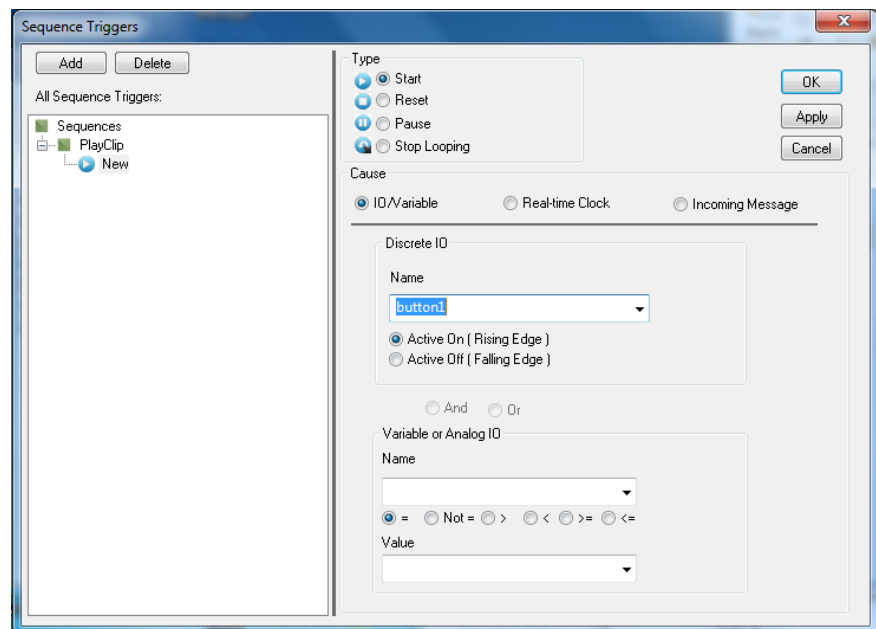 Sequence Triggers
Add Delete
All Sequence Triggers:
Sequences
PlayClip
New
Type
Start
Reset
Pause
Stop Looping
OK
Apply
Cancel
Cause
IO/Variable Real-time Clock Incoming Message
Discrete IO
Name
button1
Active On ( Rising Edge )
Active Off ( Falling Edge )
And Or
Variable or Analog IO
Name
= Not = > < >= <=
Value